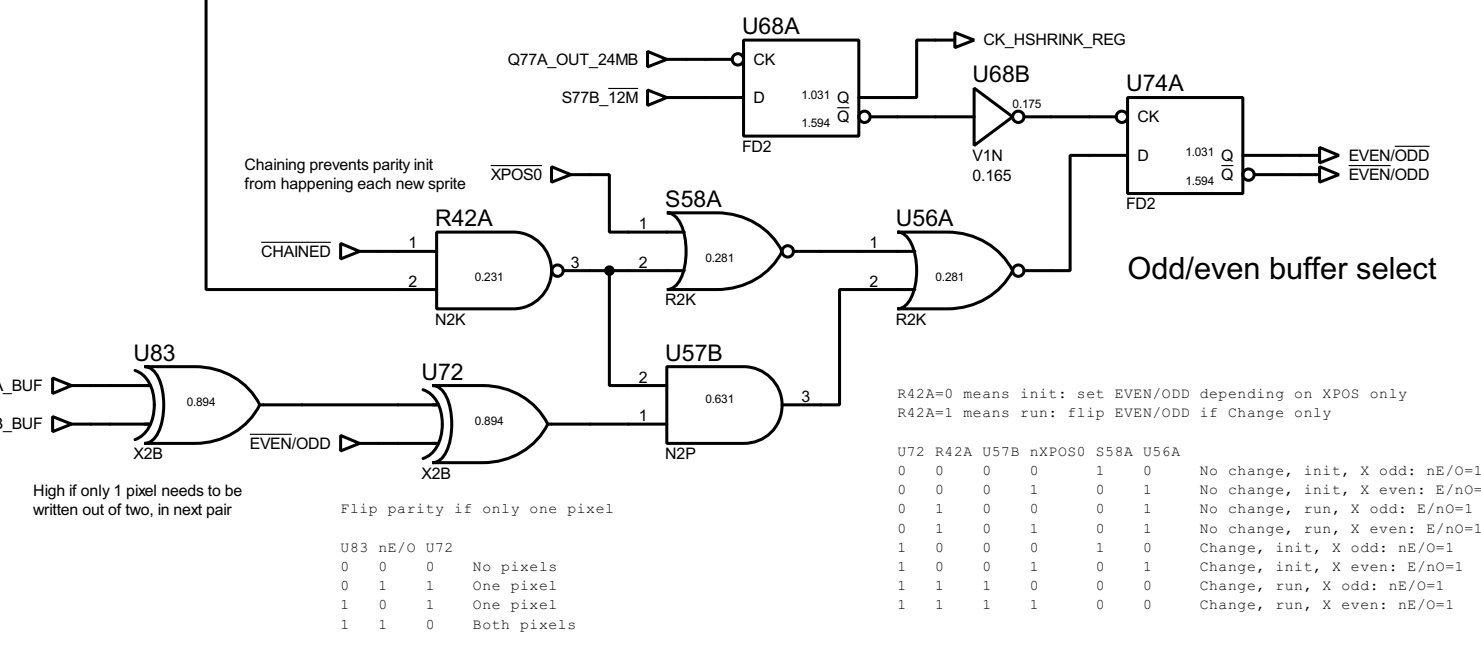 U68A
Q77A_OUT_24MB
CK
CK_HSHRINK_REG
S77B_12M
D
1.031 Q
1.594 Q
FD2
U68B
0.175
V1N
0.165
U74A
CK
D
1.031 Q
1.594 Q
FD2
EVEN/ODD
EVEN/ODD
Chaining prevents parity init
from happening each new sprite
XPOS0
CHAINED
R42A
1
2
0.231
3
N2K
S58A
1
2
0.281
R2K
U56A
1
2
0.281
R2K
Odd/even buffer select
U83
A_BUF
B_BUF
0.894
X2B
U72
EVEN/ODD
0.894
X2B
U57B
2
1
0.631
3
N2P
High if only 1 pixel needs to be
written out of two, in next pair
Flip parity if only one pixel
U83 nE/O U72
0 0 0 No pixels
0 1 1 One pixel
1 0 1 One pixel
1 1 0 Both pixels
R42A=0 means init: set EVEN/ODD depending on XPOS only
R42A=1 means run: flip EVEN/ODD if Change only
U72 R42A U57B nXPOS0 S58A U56A
0 0 0 0 1 0 No change, init, X odd: nE/O=1
0 0 0 1 0 1 No change, init, X even: E/nO=
0 1 0 0 0 1 No change, run, X odd: E/nO=1
0 1 0 1 0 1 No change, run, X even: E/nO=1
1 0 0 0 1 0 Change, init, X odd: nE/O=1
1 0 0 1 0 1 Change, init, X even: E/nO=1
1 1 1 0 0 0 Change, run, X odd: nE/O=1
1 1 1 1 0 0 Change, run, X even: nE/O=1